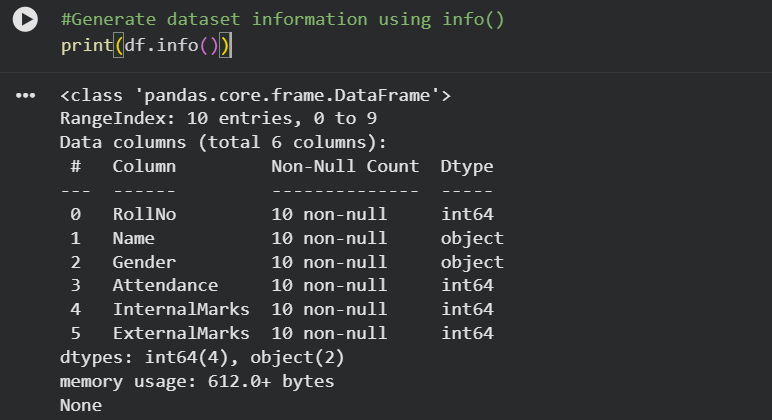 #Generate dataset information using info()
print(df.info())
<class 'pandas.core.frame.DataFrame'>
RangeIndex: 10 entries, 0 to 9
Data columns (total 6 columns):
 #   Column         Non-Null Count  Dtype
---  ------         --------------  -----
 0   RollNo         10 non-null     int64
 1   Name           10 non-null     object
 2   Gender         10 non-null     object
 3   Attendance     10 non-null     int64
 4   InternalMarks  10 non-null     int64
 5   ExternalMarks  10 non-null     int64
dtypes: int64(4), object(2)
memory usage: 612.0+ bytes
None